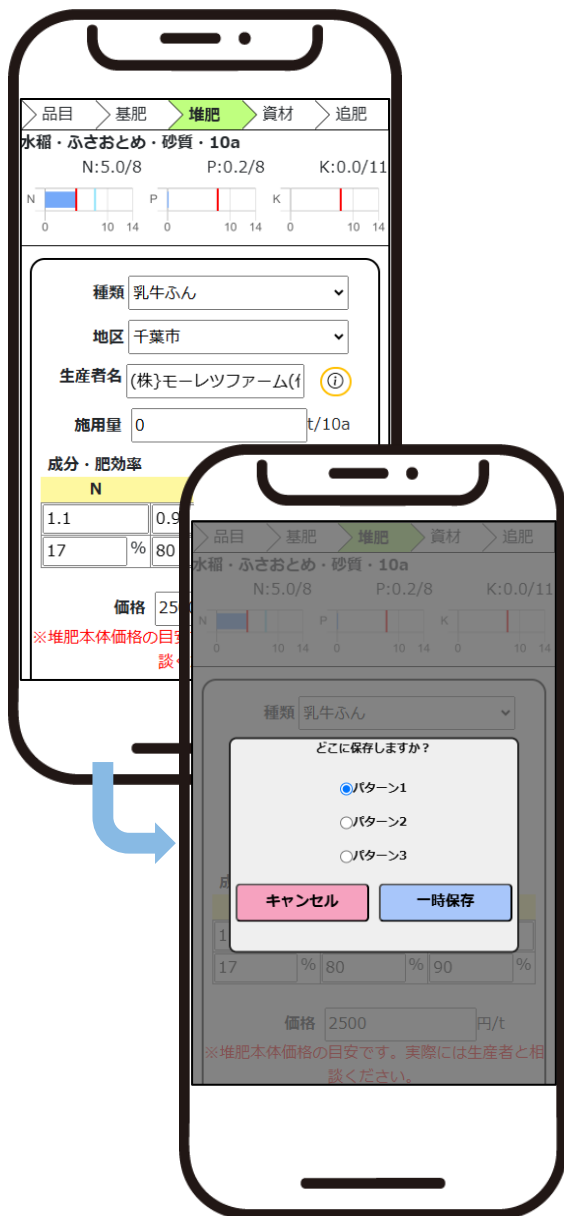 品目 基肥 堆肥 資材 追肥
水稲・ふさおとめ・砂質・10a
N:5.0/8 P:0.2/8 K:0.0/11
N P K
0 10 14 0 10 14 0 10 14
種類 乳牛ふん
地区 千葉市
生産者名 (株}モーレツファーム(
施用量 0 t/10a
成分・肥効率
N
1.1 0.9
17 % 80
価格 25
※堆肥本体価格の目安
談
品目 基肥 堆肥 資材 追肥
水稲・ふさおとめ・砂質・10a
N:5.0/8 P:0.2/8 K:0.0/11
N P K
0 10 14 0 10 14 0 10 14
種類 乳牛ふん
どこに保存しますか?
パターン1
パターン2
パターン3
キャンセル 一時保存
17 % 80 % 90 %
価格 2500 円/t
※堆肥本体価格の目安です。実際には生産者と相
談ください。